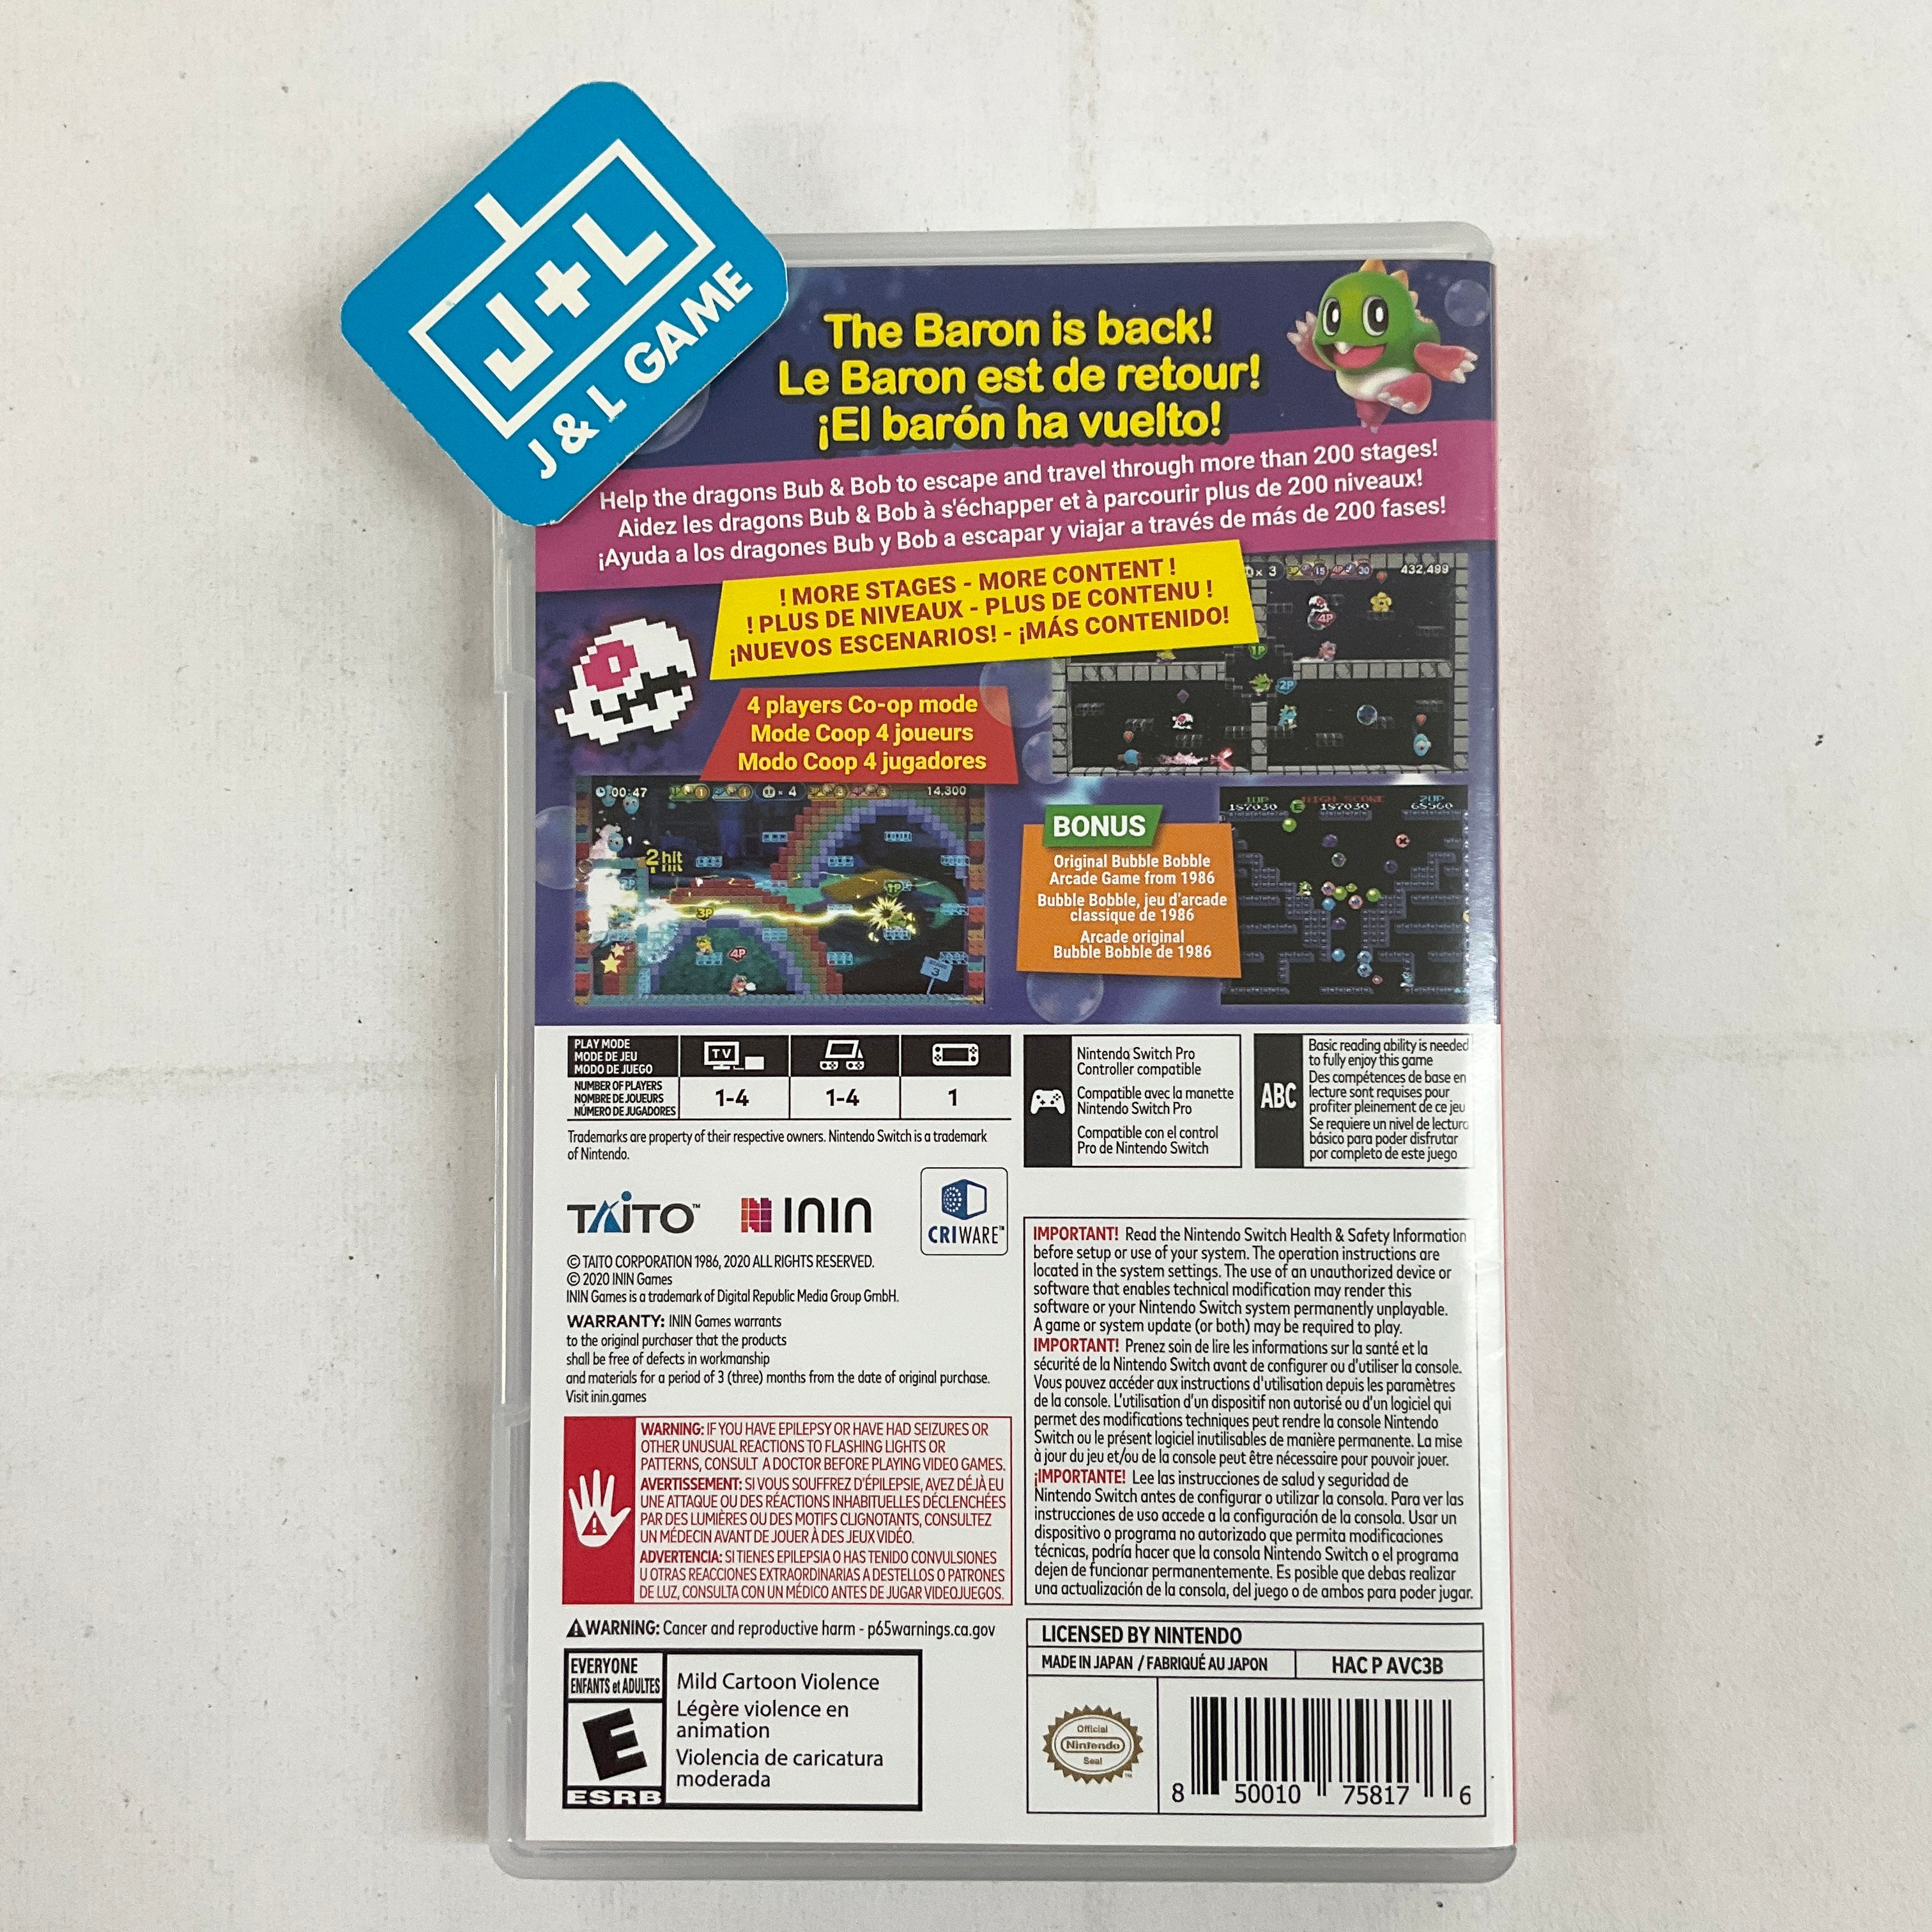 J+L
J & L GAME
The Baron is back!
Le Baron est de retour!
¡El barón ha vuelto!
Help the dragons Bub & Bob to escape and travel through more than 200 stages!
Aidez les dragons Bub & Bob à s'échapper et à parcourir plus de 200 niveaux!
¡Ayuda a los dragones Bub y Bob a escapar y viajar a través de más de 200 fases!
! MORE STAGES - MORE CONTENT !
! PLUS DE NIVEAUX - PLUS DE CONTENU !
¡NUEVOS ESCENARIOS! - ¡MÁS CONTENIDO!
× 3 15 30 432,499
4P
1P
2P
4 players Co-op mode
Mode Coop 4 joueurs
Modo Coop 4 jugadores
00:47 × 4 14,300
2 hit
2P
1P
3P
4P
3
BONUS
Original Bubble Bobble
Arcade Game from 1986
Bubble Bobble, jeu d'arcade
classique de 1986
Arcade original
Bubble Bobble de 1986
1UP HIGH SCORE 2UP
187030 187030 68560
PLAY MODE
MODE DE JEU
MODO DE JUEGO
TV
NUMBER OF PLAYERS
NOMBRE DE JOUEURS
NÚMERO DE JUGADORES
1-4 1-4 1
Nintendo Switch Pro
Controller compatible
Compatible avec la manette
Nintendo Switch Pro
Compatible con el control
Pro de Nintendo Switch
ABC
Basic reading ability is needed
to fully enjoy this game
Des compétences de base en
lecture sont requises pour
profiter pleinement de ce jeu
Se requiere un nivel de lectura
básico para poder disfrutar
por completo de este juego
Trademarks are property of their respective owners. Nintendo Switch is a trademark
of Nintendo.
TAITO™ ININ CRIWARE™
© TAITO CORPORATION 1986, 2020 ALL RIGHTS RESERVED.
© 2020 ININ Games
ININ Games is a trademark of Digital Republic Media Group GmbH.
WARRANTY: ININ Games warrants
to the original purchaser that the products
shall be free of defects in workmanship
and materials for a period of 3 (three) months from the date of original purchase.
Visit inin.games
WARNING: IF YOU HAVE EPILEPSY OR HAVE HAD SEIZURES OR
OTHER UNUSUAL REACTIONS TO FLASHING LIGHTS OR
PATTERNS, CONSULT A DOCTOR BEFORE PLAYING VIDEO GAMES.
AVERTISSEMENT: SI VOUS SOUFFREZ D'ÉPILEPSIE, AVEZ DÉJÀ EU
UNE ATTAQUE OU DES RÉACTIONS INHABITUELLES DÉCLENCHÉES
PAR DES LUMIÈRES OU DES MOTIFS CLIGNOTANTS, CONSULTEZ
UN MÉDECIN AVANT DE JOUER À DES JEUX VIDÉO.
ADVERTENCIA: SI TIENES EPILEPSIA O HAS TENIDO CONVULSIONES
U OTRAS REACCIONES EXTRAORDINARIAS A DESTELLOS O PATRONES
DE LUZ, CONSULTA CON UN MÉDICO ANTES DE JUGAR VIDEOJUEGOS.
WARNING: Cancer and reproductive harm - p65warnings.ca.gov
EVERYONE
ENFANTS et ADULTES
E
ESRB
Mild Cartoon Violence
Légère violence en
animation
Violencia de caricatura
moderada
IMPORTANT! Read the Nintendo Switch Health & Safety Information
before setup or use of your system. The operation instructions are
located in the system settings. The use of an unauthorized device or
software that enables technical modification may render this
software or your Nintendo Switch system permanently unplayable.
A game or system update (or both) may be required to play.
IMPORTANT! Prenez soin de lire les informations sur la santé et la
sécurité de la Nintendo Switch avant de configurer ou d'utiliser la console.
Vous pouvez accéder aux instructions d'utilisation depuis les paramètres
de la console. L'utilisation d'un dispositif non autorisé ou d'un logiciel qui
permet des modifications techniques peut rendre la console Nintendo
Switch ou le présent logiciel inutilisables de manière permanente. La mise
à jour du jeu et/ou de la console peut être nécessaire pour pouvoir jouer.
¡IMPORTANTE! Lee las instrucciones de salud y seguridad de
Nintendo Switch antes de configurar o utilizar la consola. Para ver las
instrucciones de uso accede a la configuración de la consola. Usar un
dispositivo o programa no autorizado que permita modificaciones
técnicas, podría hacer que la consola Nintendo Switch o el programa
dejen de funcionar permanentemente. Es posible que debas realizar
una actualización de la consola, del juego o de ambos para poder jugar.
LICENSED BY NINTENDO
MADE IN JAPAN / FABRIQUÉ AU JAPON HAC P AVC3B
Official
Nintendo
Seal
8 50010 75817 6